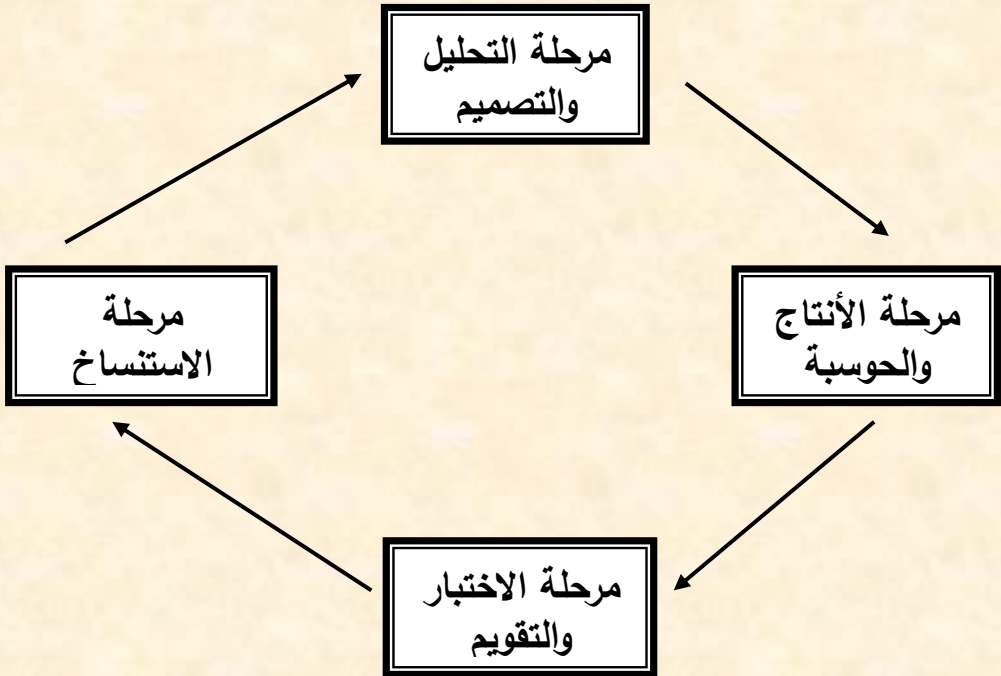 مرحلة التحليل
والتصميم
مرحلة الأنتاج
والحوسبة
مرحلة الاختبار
والتقويم
مرحلة
الاستنساخ